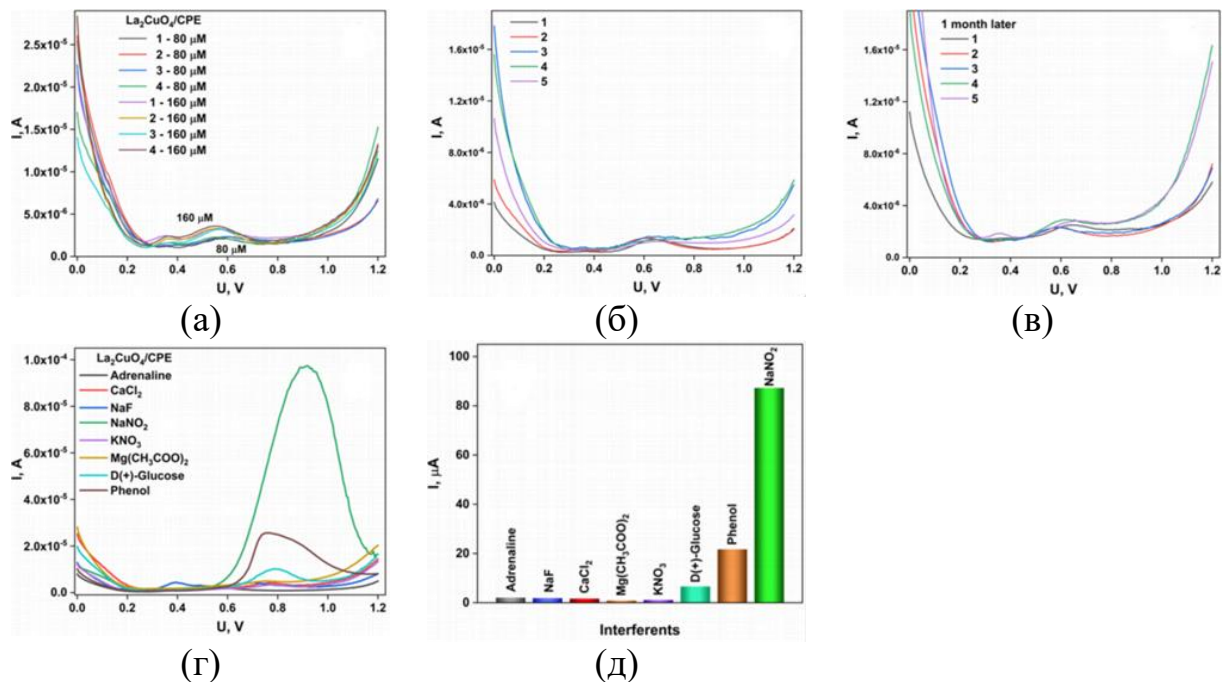 La₂CuO₄/CPE
1 - 80 μM
2 - 80 μM
3 - 80 μM
4 - 80 μM
1 - 160 μM
2 - 160 μM
3 - 160 μM
4 - 160 μM
160 μM
80 μM
2.5x10⁻⁵
2.0x10⁻⁵
1.5x10⁻⁵
1.0x10⁻⁵
5.0x10⁻⁶
0.0
I, A
0.0 0.2 0.4 0.6 0.8 1.0 1.2
U, V
(а)
1
2
3
4
5
1.6x10⁻⁵
1.2x10⁻⁵
8.0x10⁻⁶
4.0x10⁻⁶
0.0
I, A
0.0 0.2 0.4 0.6 0.8 1.0 1.2
U, V
(б)
1 month later
1
2
3
4
5
1.6x10⁻⁵
1.2x10⁻⁵
8.0x10⁻⁶
4.0x10⁻⁶
0.0
I, A
0.0 0.2 0.4 0.6 0.8 1.0 1.2
U, V
(в)
La₂CuO₄/CPE
Adrenaline
CaCl₂
NaF
NaNO₂
KNO₃
Mg(CH₃COO)₂
D(+)-Glucose
Phenol
1.0x10⁻⁴
8.0x10⁻⁵
6.0x10⁻⁵
4.0x10⁻⁵
2.0x10⁻⁵
0.0
I, A
0.0 0.2 0.4 0.6 0.8 1.0 1.2
U, V
(г)
100
80
60
40
20
0
I, μA
Adrenaline
NaF
CaCl₂
Mg(CH₃COO)₂
KNO₃
D(+)-Glucose
Phenol
NaNO₂
Interferents
(д)